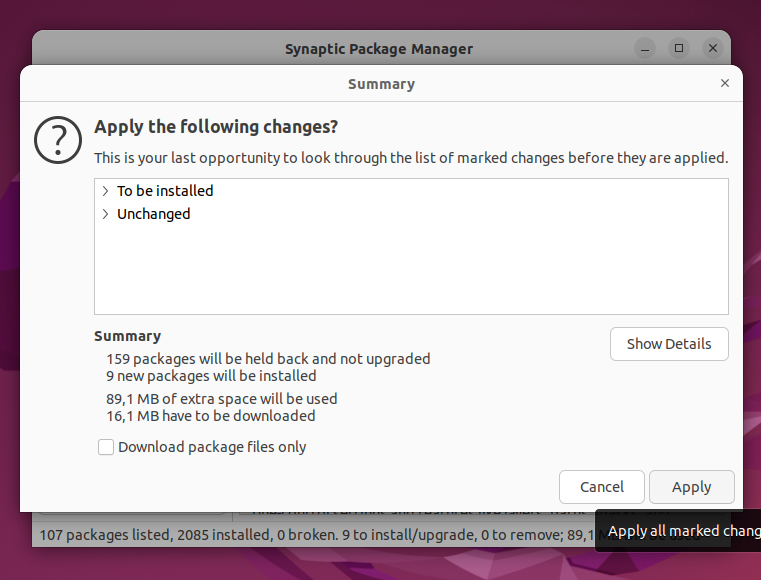 Synaptic Package Manager
Summary
Apply the following changes?
This is your last opportunity to look through the list of marked changes before they are applied.
To be installed
Unchanged
Summary
Show Details
159 packages will be held back and not upgraded
9 new packages will be installed
89,1 MB of extra space will be used
16,1 MB have to be downloaded
Download package files only
Cancel
Apply
107 packages listed, 2085 installed, 0 broken. 9 to install/upgrade, 0 to remove; 89,1
Apply all marked chang